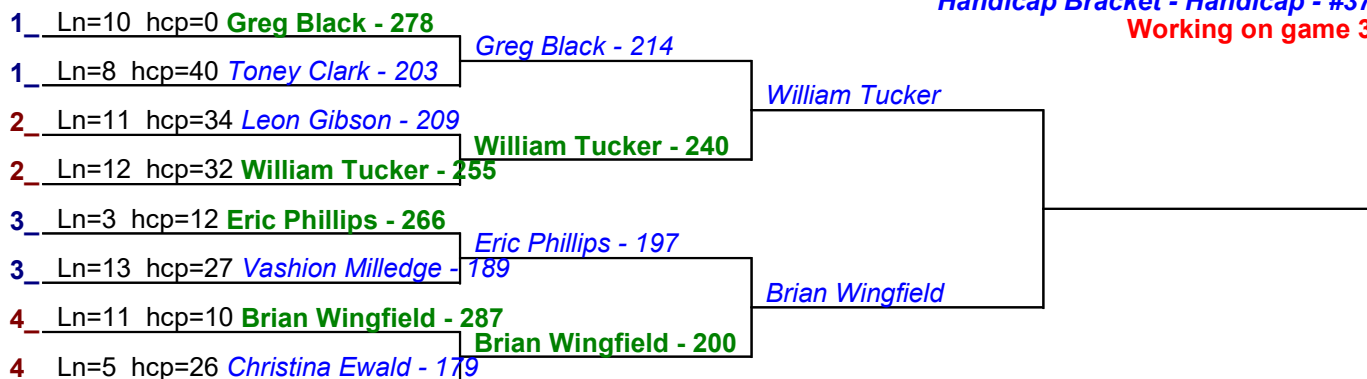 Handicap Bracket - Handicap - #37
Working on game 3
1_ Ln=10 hcp=0 Greg Black - 278
Greg Black - 214
1_ Ln=8 hcp=40 Toney Clark - 203
William Tucker
2_ Ln=11 hcp=34 Leon Gibson - 209
William Tucker - 240
2_ Ln=12 hcp=32 William Tucker - 255
3_ Ln=3 hcp=12 Eric Phillips - 266
Eric Phillips - 197
3_ Ln=13 hcp=27 Vashion Milledge - 189
Brian Wingfield
4_ Ln=11 hcp=10 Brian Wingfield - 287
Brian Wingfield - 200
4 Ln=5 hcp=26 Christina Ewald - 179